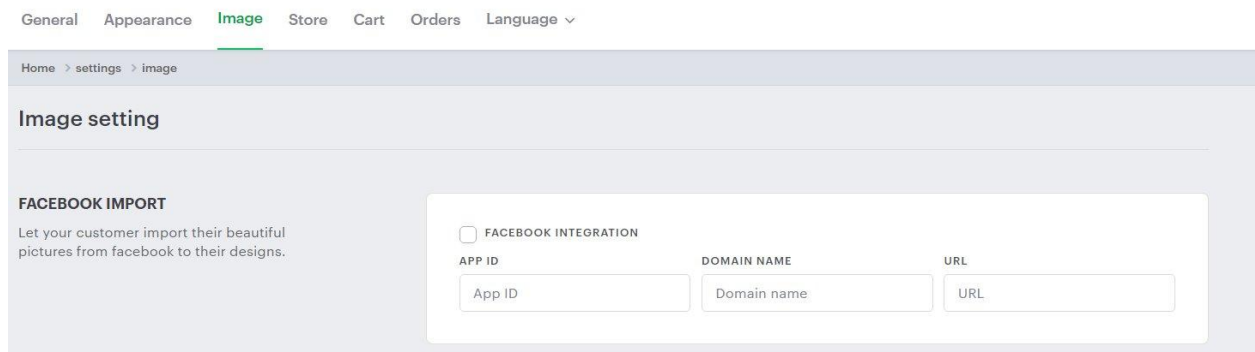 General Appearance Image Store Cart Orders Language
Home > settings > image
Image setting
FACEBOOK IMPORT
Let your customer import their beautiful
pictures from facebook to their designs.
FACEBOOK INTEGRATION
APP ID DOMAIN NAME URL
App ID Domain name URL